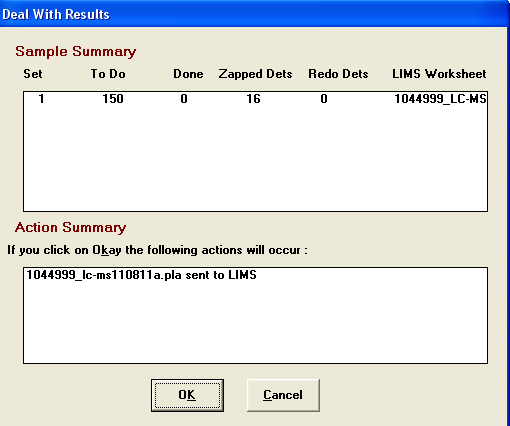 Deal With Results
Sample Summary
Set To Do Done Zapped Dets Redo Dets LIMS Worksheet
1 150 0 16 0 1044999_LC-MS
Action Summary
If you click on Okay the following actions will occur :
1044999_lc-ms110811a.pla sent to LIMS
OK Cancel